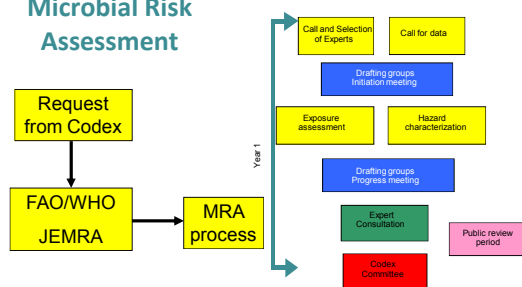 Microbial Risk
Assessment
Request
from Codex
FAO/WHO
JEMRA
MRA
process
Year 1
Call and Selection
of Experts
Call for data
Drafting groups
Initiation meeting
Exposure
assessment
Hazard
characterization
Drafting groups
Progress meeting
Expert
Consultation
Public review
period
Codex
Committee